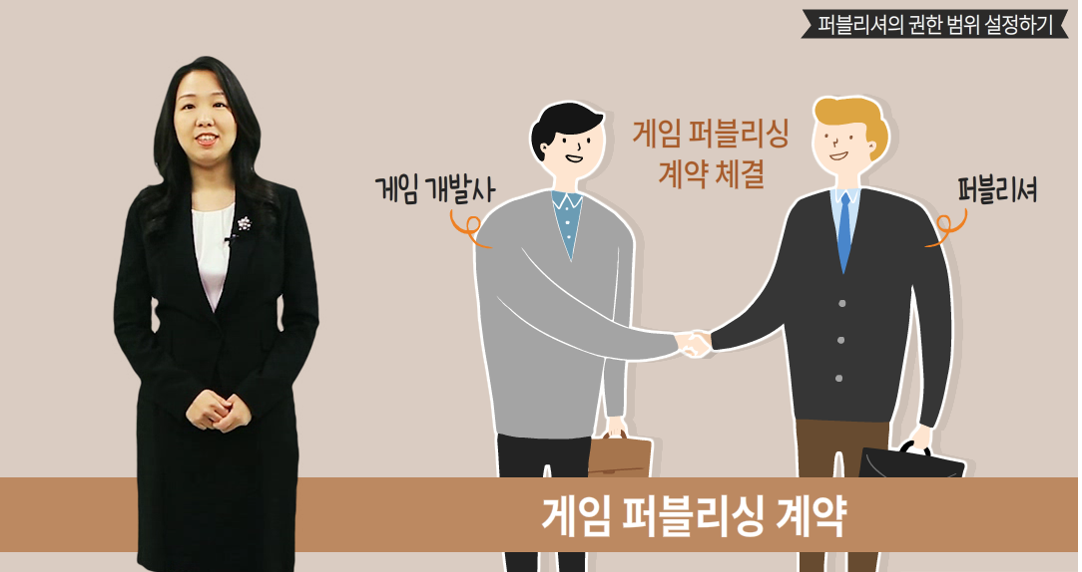 퍼블리셔의 권한 범위 설정하기
게임 퍼블리싱
계약 체결
게임 개발사
퍼블리셔
게임 퍼블리싱 계약